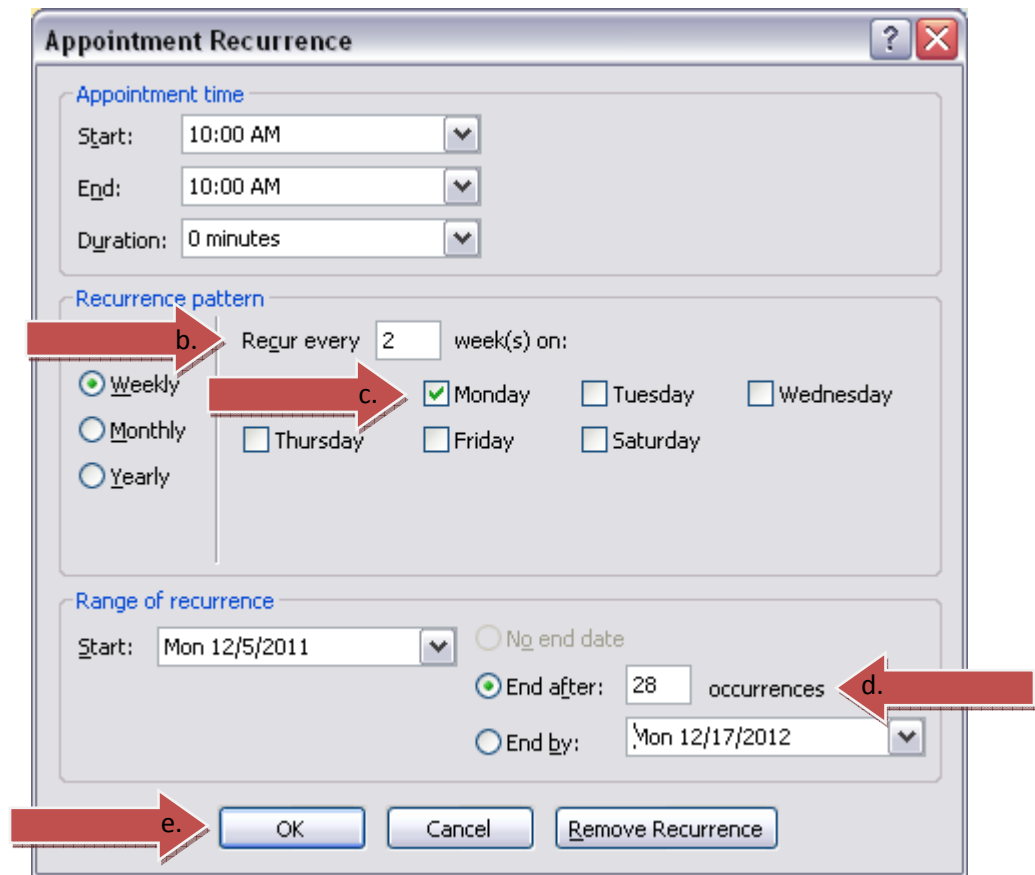 Appointment Recurrence
Appointment time
Start: 10:00 AM
End: 10:00 AM
Duration: 0 minutes
Recurrence pattern
b. Recur every 2 week(s) on:
Weekly c. Monday Tuesday Wednesday
Monthly Thursday Friday Saturday
Yearly
Range of recurrence
Start: Mon 12/5/2011 No end date
End after: 28 occurrences d.
End by: Mon 12/17/2012
e. OK Cancel Remove Recurrence